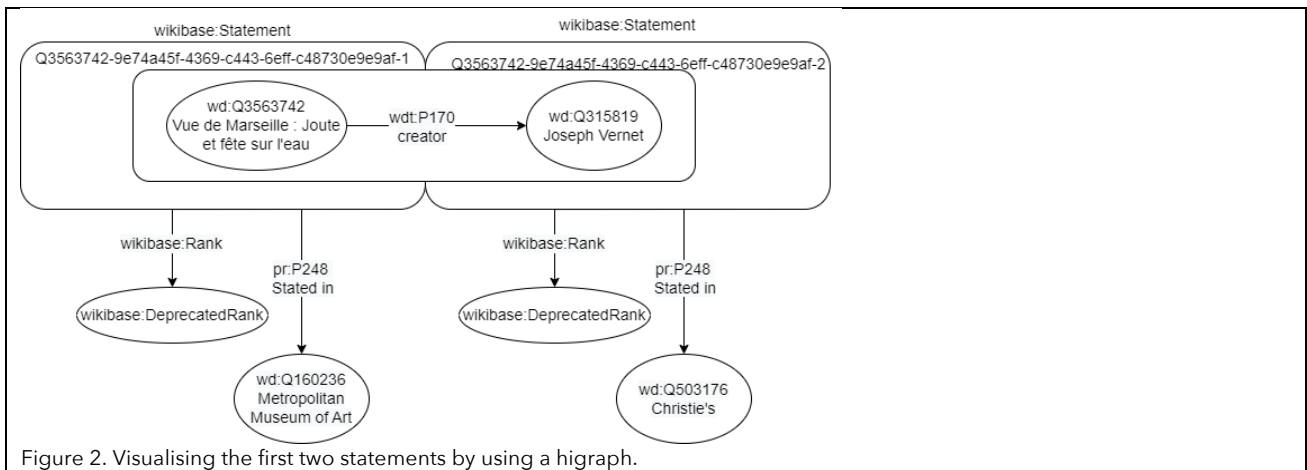 wikibase:Statement
wikibase:Statement
Q3563742-9e74a45f-4369-c443-6eff-c48730e9e9af-1
Q3563742-9e74a45f-4369-c443-6eff-c48730e9e9af-2
wd:Q3563742
Vue de Marseille : Joute
et fête sur l'eau
wdt:P170
creator
wd:Q315819
Joseph Vernet
wikibase:Rank
pr:P248
Stated in
wikibase:DeprecatedRank
wd:Q160236
Metropolitan
Museum of Art
wikibase:Rank
pr:P248
Stated in
wikibase:DeprecatedRank
wd:Q503176
Christie's
Figure 2. Visualising the first two statements by using a higraph.